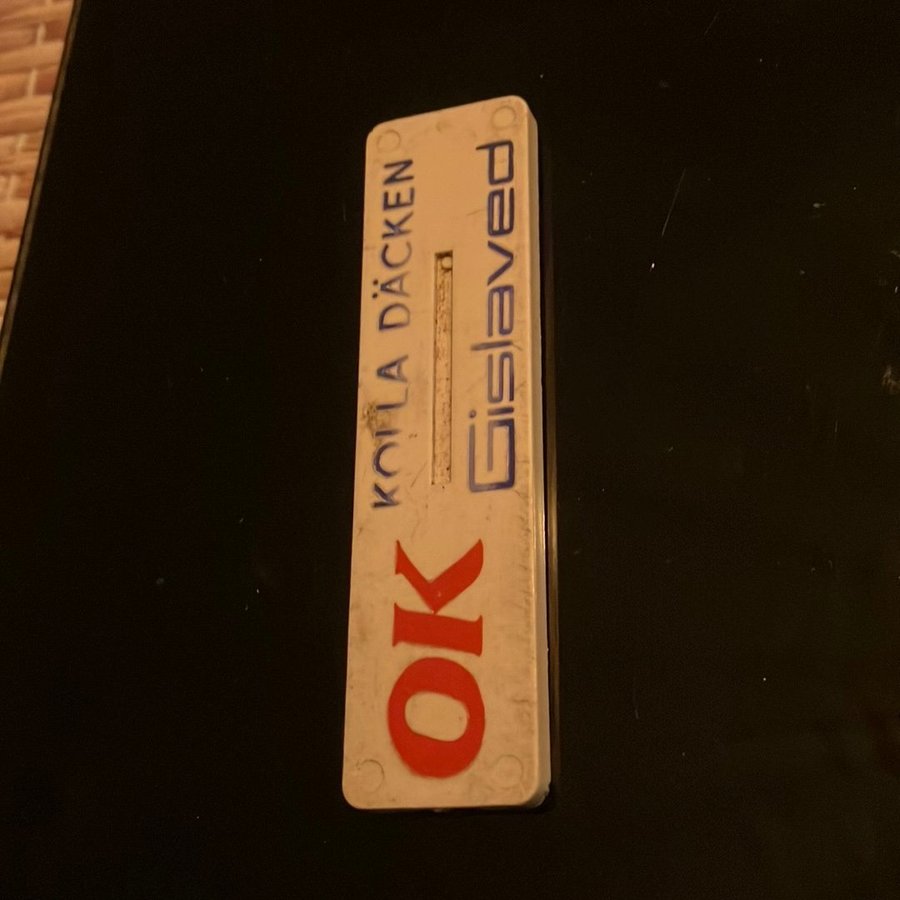 OK
KOLLA DÄCKEN
Gislaved